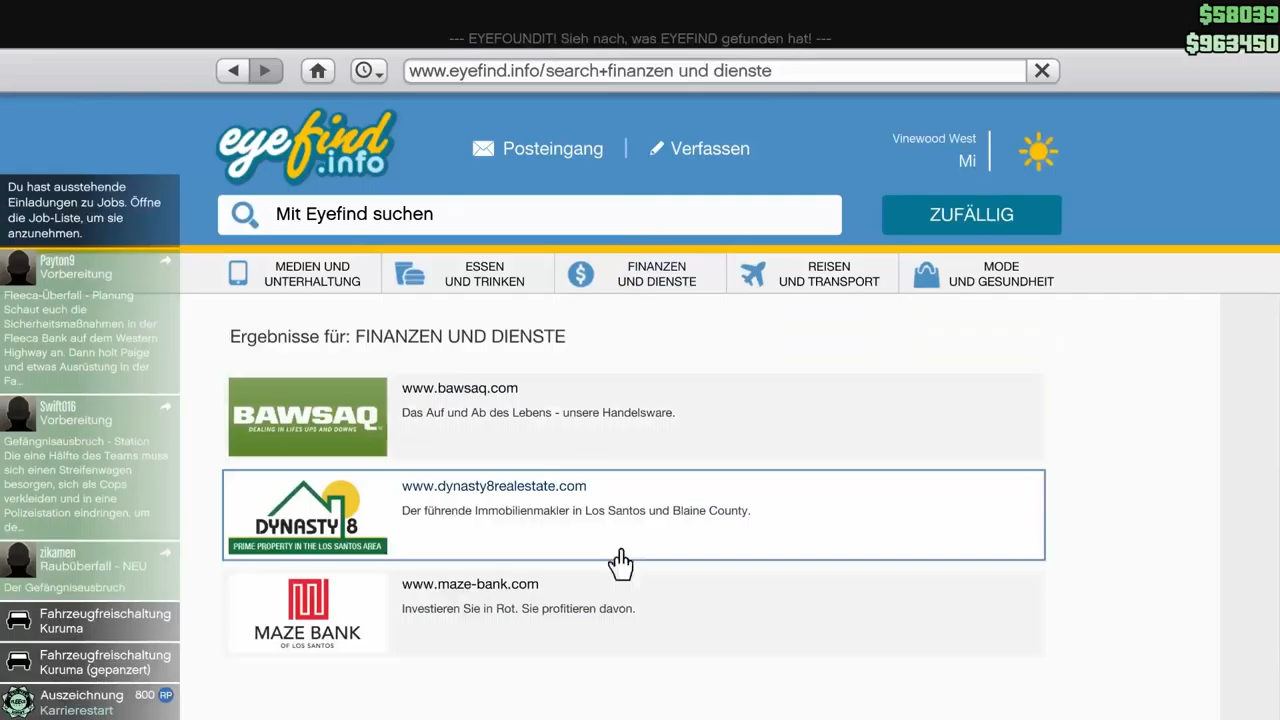 $58039
$963450
--- EYEFOUNDIT! Sieh nach, was EYEFIND gefunden hat! ---
www.eyefind.info/search+finanzen und dienste
eyefind.info
Posteingang
Verfassen
Vinewood West
Mi
Mit Eyefind suchen
ZUFÄLLIG
MEDIEN UND
UNTERHALTUNG
ESSEN
UND TRINKEN
FINANZEN
UND DIENSTE
REISEN
UND TRANSPORT
MODE
UND GESUNDHEIT
Ergebnisse für: FINANZEN UND DIENSTE
BAWSAQ
DEALING IN LIFE'S UPS AND DOWNS
www.bawsaq.com
Das Auf und Ab des Lebens - unsere Handelsware.
DYNASTY 8
PRIME PROPERTY IN THE LOS SANTOS AREA
www.dynasty8realestate.com
Der führende Immobilienmakler in Los Santos und Blaine County.
MAZE BANK
OF LOS SANTOS
www.maze-bank.com
Investieren Sie in Rot. Sie profitieren davon.
Du hast ausstehende
Einladungen zu Jobs. Öffne
die Job-Liste, um sie
anzunehmen.
Payton9
Vorbereitung
Fleeca-Überfall - Planung
Schaut euch die
Sicherheitsmaßnahmen in der
Fleeca Bank auf dem Western
Highway an. Dann holt Paige
und etwas Ausrüstung in der
Fa...
Swift016
Vorbereitung
Gefängnisausbruch - Station
Die eine Hälfte des Teams muss
sich einen Streifenwagen
besorgen, sich als Cops
verkleiden und in eine
Polizeistation eindringen, um
de...
zikamen
Raubüberfall - NEU
Der Gefängnisausbruch
Fahrzeugfreischaltung
Kuruma
Fahrzeugfreischaltung
Kuruma (gepanzert)
Auszeichnung 800 RP
Karrierestart